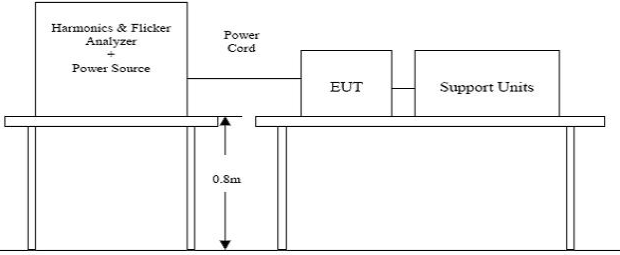 Harmonics & Flicker
Analyzer
+
Power Source
Power
Cord
EUT
Support Units
0.8m